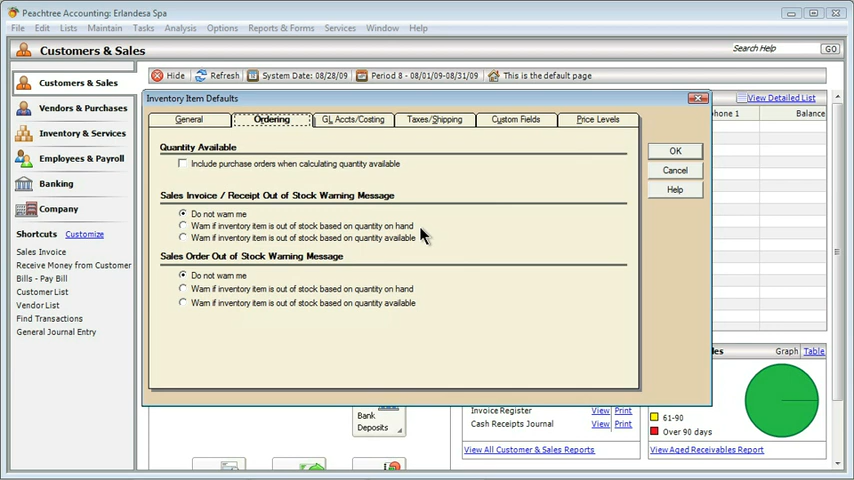 Peachtree Accounting: Erlandesa Spa
File Edit Lists Maintain Tasks Analysis Options Reports & Forms Services Window Help
Customers & Sales
Search Help GO
Customers & Sales
Hide Refresh System Date: 08/28/09 Period 8 - 08/01/09-08/31/09 This is the default page
Vendors & Purchases
Inventory & Services
Employees & Payroll
Banking
Company
Shortcuts Customize
Sales Invoice
Receive Money from Customer
Bills - Pay Bill
Customer List
Vendor List
Find Transactions
General Journal Entry
Inventory Item Defaults
View Detailed List
General Ordering GL Accts/Costing Taxes/Shipping Custom Fields Price Levels
phone 1 Balance
Quantity Available
Include purchase orders when calculating quantity available
Sales Invoice / Receipt Out of Stock Warning Message
Do not warn me
Warn if inventory item is out of stock based on quantity on hand
Warn if inventory item is out of stock based on quantity available
Sales Order Out of Stock Warning Message
Do not warn me
Warn if inventory item is out of stock based on quantity on hand
Warn if inventory item is out of stock based on quantity available
OK
Cancel
Help
les Graph Table
Bank
Deposits
Invoice Register View Print
Cash Receipts Journal View Print
View All Customer & Sales Reports
61-90
Over 90 days
View Aged Receivables Report